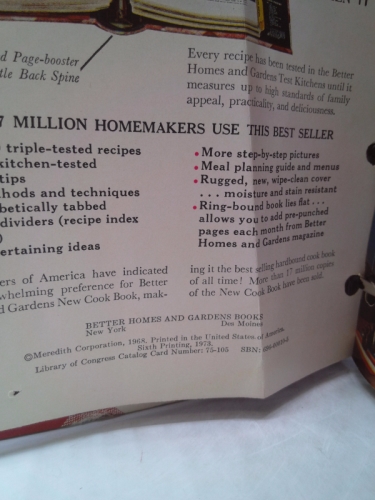 d Page-booster
tle Back Spine
Every recipe has been tested in the Better
Homes and Gardens Test Kitchens until it
measures up to high standards of family
appeal, practicality, and deliciousness.
7 MILLION HOMEMAKERS USE THIS BEST SELLER
triple-tested recipes
kitchen-tested
tips
hods and techniques
betically tabbed
dividers (recipe index
)
ertaining ideas
• More step-by-step pictures
• Meal planning guide and menus
• Rugged, new, wipe-clean cover
. . . moisture and stain resistant
• Ring-bound book lies flat . . .
allows you to add pre-punched
pages each month from Better
Homes and Gardens magazine
ers of America have indicated
whelming preference for Better
d Gardens New Cook Book, mak-
ing it the best selling hardbound cook book
of all time! More than 17 million copies
of the New Cook Book have been sold.
BETTER HOMES AND GARDENS BOOKS
New York Des Moines
©Meredith Corporation, 1968. Printed in the United States of America.
Sixth Printing, 1973.
Library of Congress Catalog Card Number: 75-105 SBN: